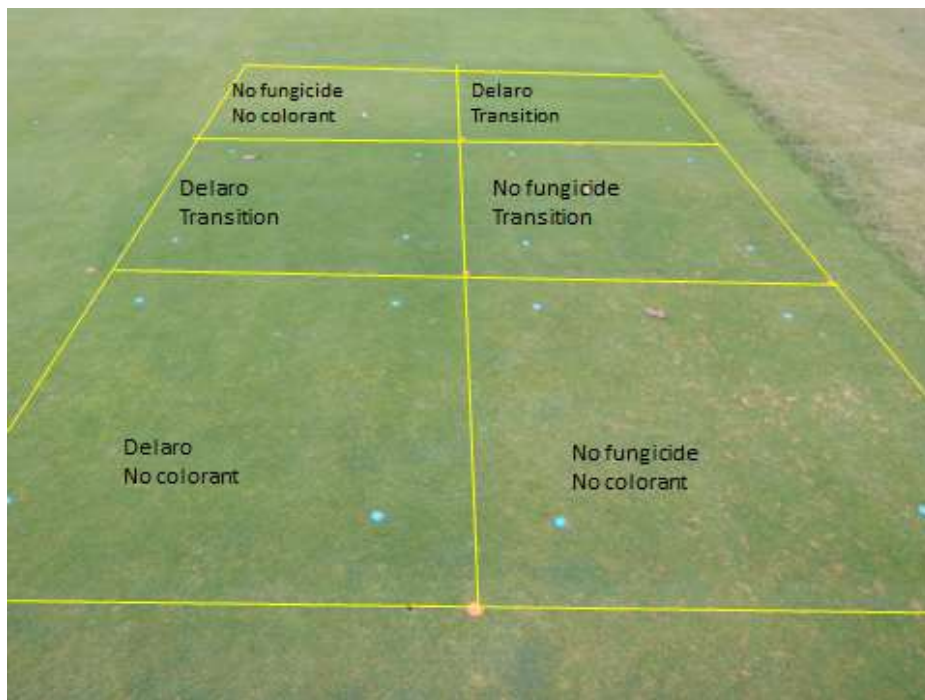 No fungicide
No colorant
Delaro
Transition
Delaro
Transition
No fungicide
Transition
Delaro
No colorant
No fungicide
No colorant